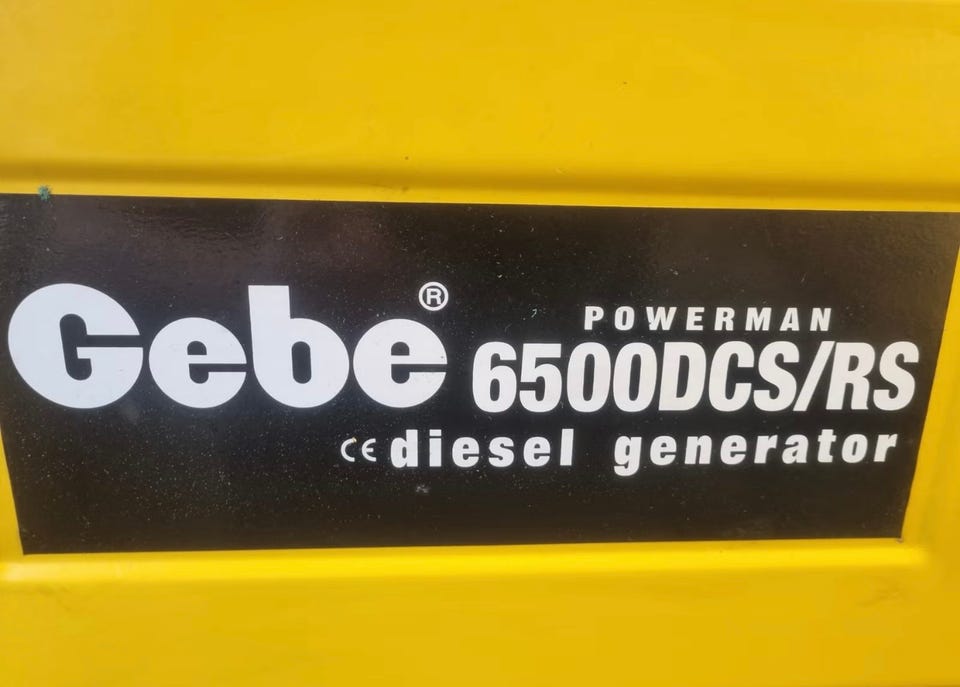 Gebe®
POWERMAN
6500DCS/RS
CE diesel generator